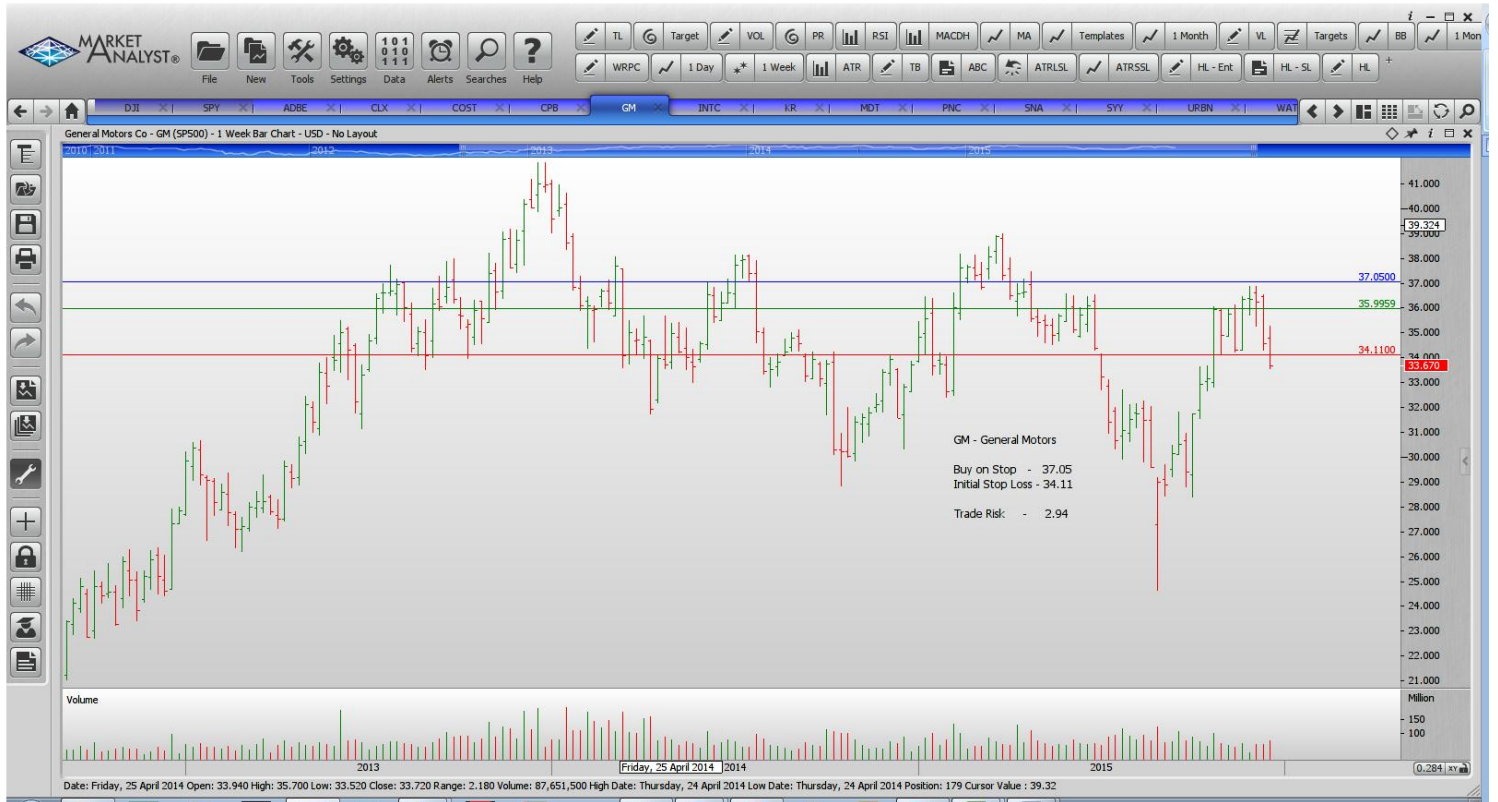 MARKET ANALYST®
File New Tools Settings Data Alerts Searches Help
TL Target VOL PR RSI MACDH MA Templates 1 Month VL Targets BB 1 Mon
WRPC 1 Day 1 Week ATR TB ABC ATRLSL ATRSSL HL - Ent HL - SL HL +
DJI SPY ADBE CLX COST CPB GM INTC KR MDT PNC SNA SYY URBN WAT
General Motors Co - GM (SP500) - 1 Week Bar Chart - USD - No Layout
2010 2011 2012 2013 2014 2015
41.000
40.000
39.324
39.000
38.000
37.0500
37.000
35.9959
36.000
35.000
34.1100
34.000
33.670
33.000
32.000
31.000
GM - General Motors
30.000
Buy on Stop - 37.05
Initial Stop Loss - 34.11
29.000
28.000
Trade Risk - 2.94
27.000
26.000
25.000
24.000
23.000
22.000
21.000
Volume
Million
150
100
2013 Friday, 25 April 2014 2014 2015
0.284 XY
Date: Friday, 25 April 2014 Open: 33.940 High: 35.700 Low: 33.520 Close: 33.720 Range: 2.180 Volume: 87,651,500 High Date: Thursday, 24 April 2014 Low Date: Thursday, 24 April 2014 Position: 179 Cursor Value : 39.32